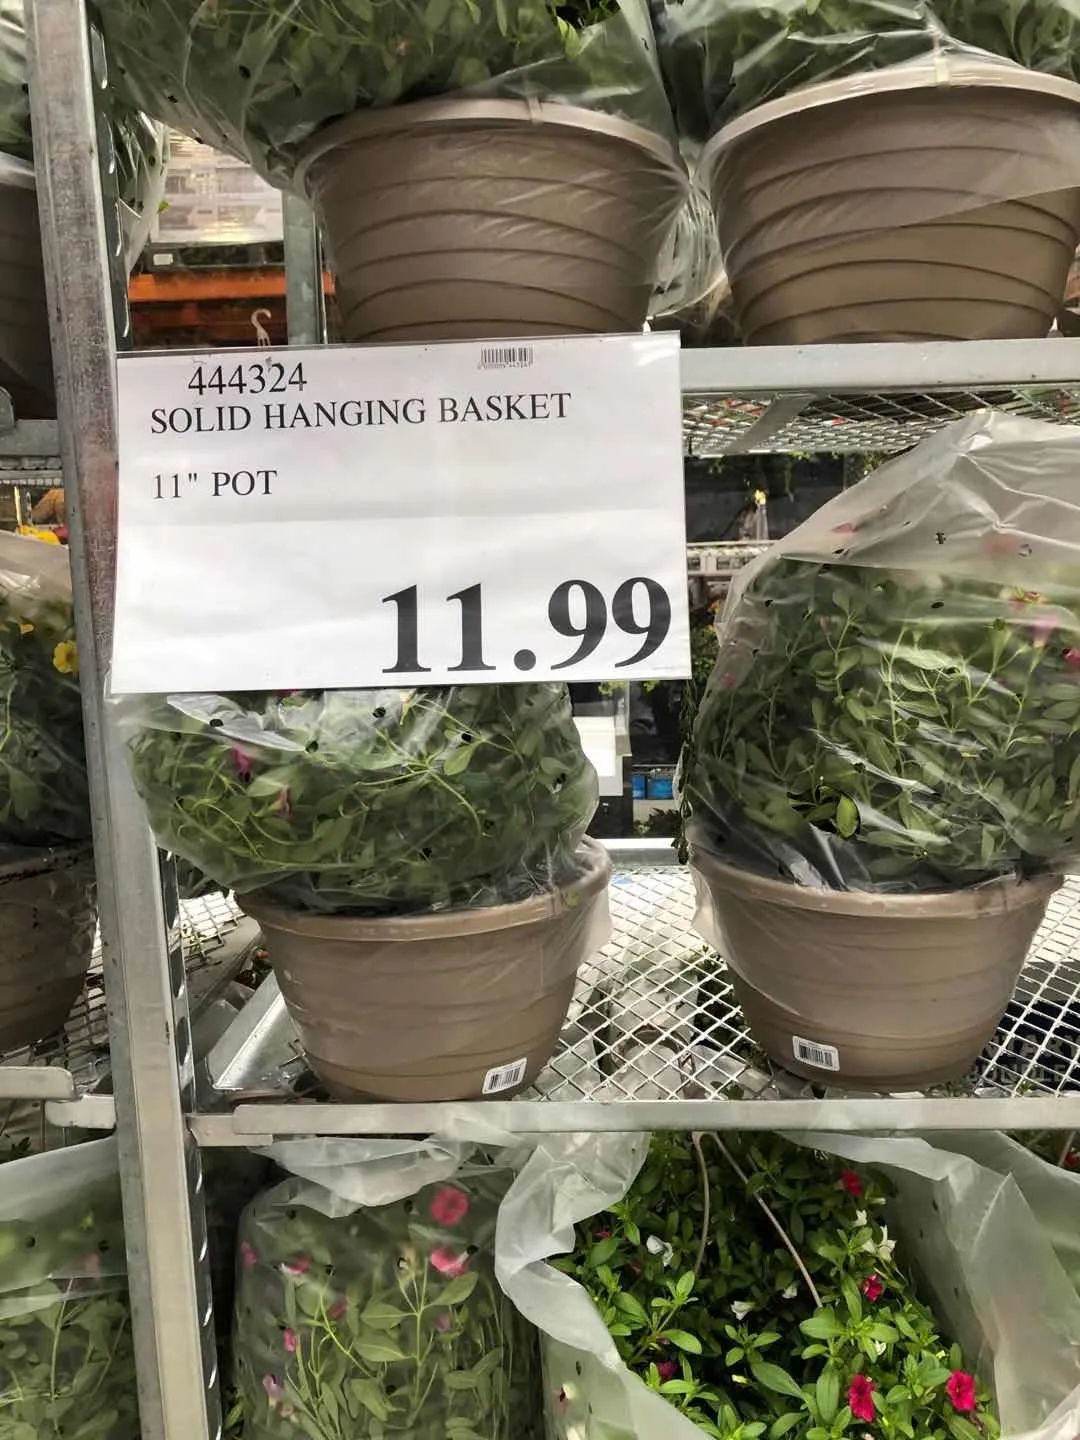 444324
SOLID HANGING BASKET
11" POT
11.99